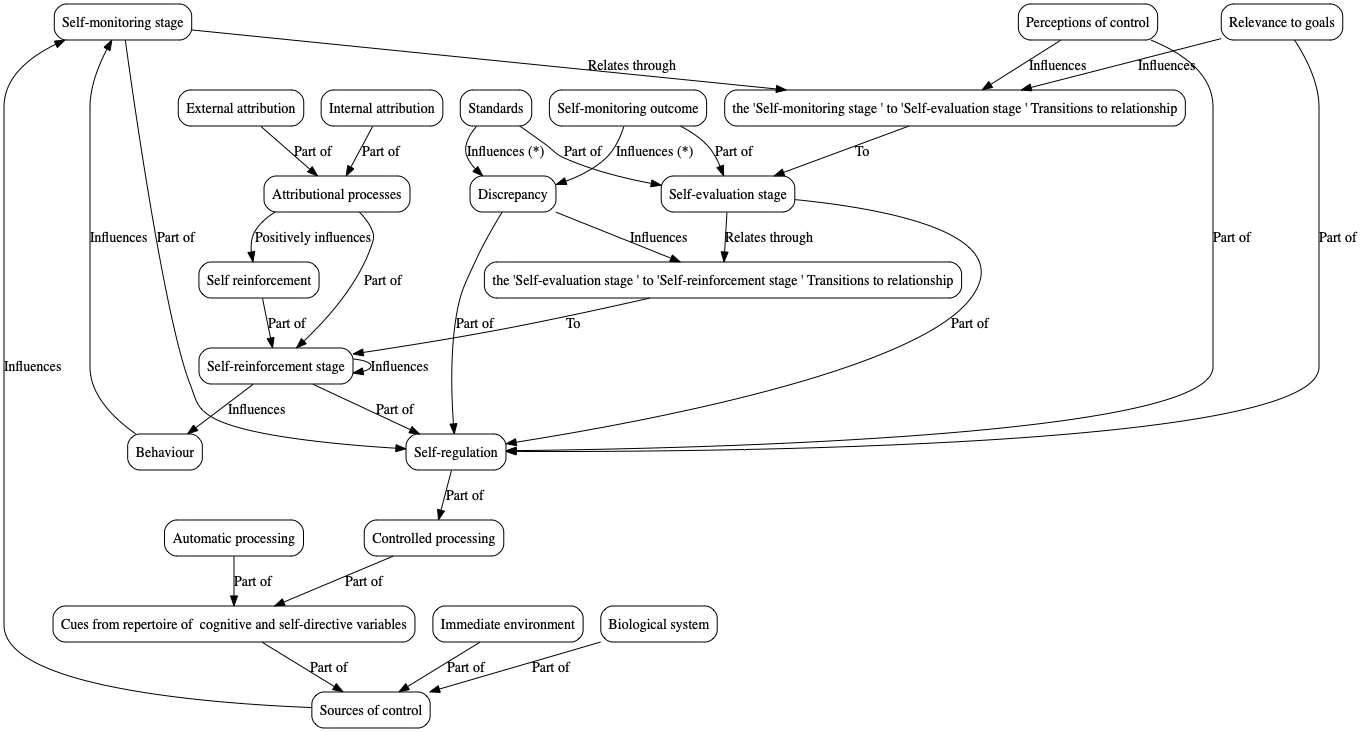 Self-monitoring stage
Perceptions of control
Relevance to goals
Relates through
Influences
Influences
External attribution
Internal attribution
Standards
Self-monitoring outcome
the 'Self-monitoring stage ' to 'Self-evaluation stage ' Transitions to relationship
Part of
Part of
Influences (*)
Part of
Influences (*)
Part of
To
Attributional processes
Discrepancy
Self-evaluation stage
Influences
Part of
Positively influences
Influences
Relates through
Part of
Part of
Self reinforcement
Part of
the 'Self-evaluation stage ' to 'Self-reinforcement stage ' Transitions to relationship
Part of
Part of
To
Part of
Influences
Self-reinforcement stage
Influences
Influences
Part of
Behaviour
Self-regulation
Part of
Automatic processing
Controlled processing
Part of
Part of
Cues from repertoire of  cognitive and self-directive variables
Immediate environment
Biological system
Part of
Part of
Part of
Sources of control